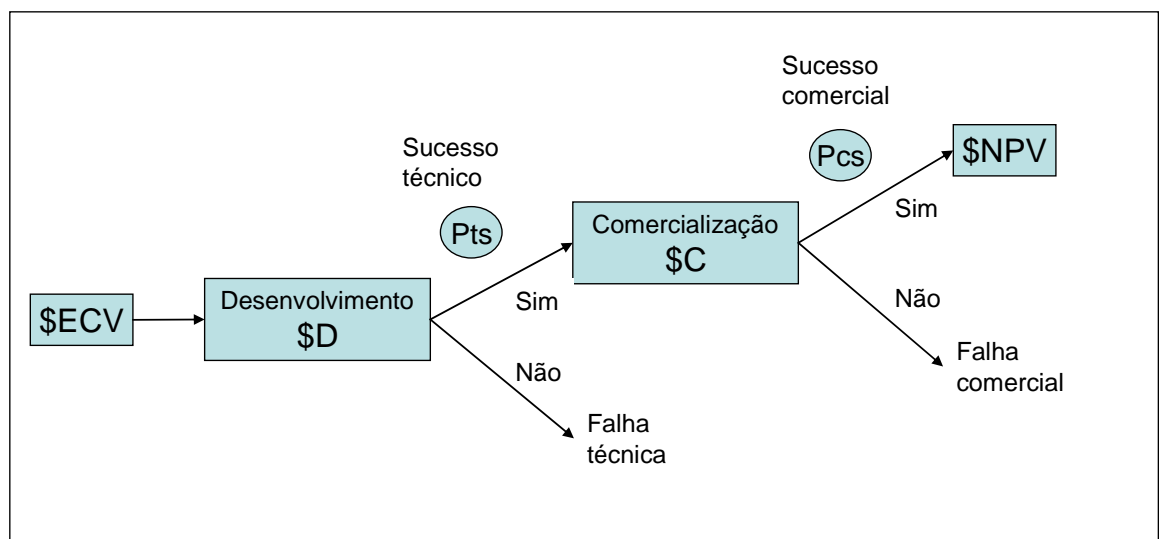 Sucesso
comercial
Pcs
$NPV
Sucesso
técnico
Pts
Sim
Comercialização
$C
Desenvolvimento
$D
$ECV
Sim
Não
Não
Falha
comercial
Falha
técnica